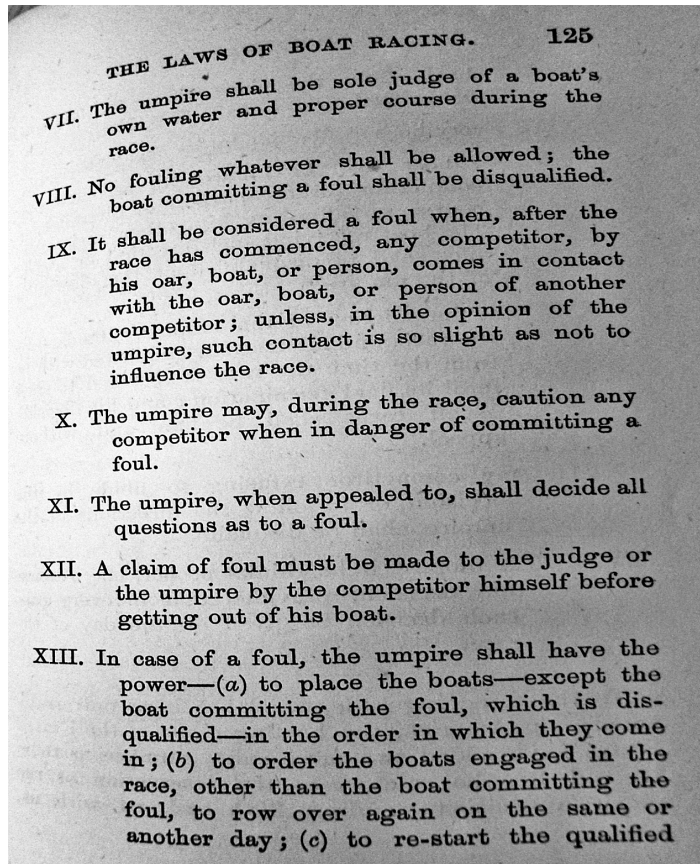 THE LAWS OF BOAT RACING. 125
VII. The umpire shall be sole judge of a boat's
own water and proper course during the
race.
VIII. No fouling whatever shall be allowed; the
boat committing a foul shall be disqualified.
IX. It shall be considered a foul when, after the
race has commenced, any competitor, by
his oar, boat, or person, comes in contact
with the oar, boat, or person of another
competitor; unless, in the opinion of the
umpire, such contact is so slight as not to
influence the race.
X. The umpire may, during the race, caution any
competitor when in danger of committing a
foul.
XI. The umpire, when appealed to, shall decide all
questions as to a foul.
XII. A claim of foul must be made to the judge or
the umpire by the competitor himself before
getting out of his boat.
XIII. In case of a foul, the umpire shall have the
power—(a) to place the boats—except the
boat committing the foul, which is dis-
qualified—in the order in which they come
in; (b) to order the boats engaged in the
race, other than the boat committing the
foul, to row over again on the same or
another day; (c) to re-start the qualified